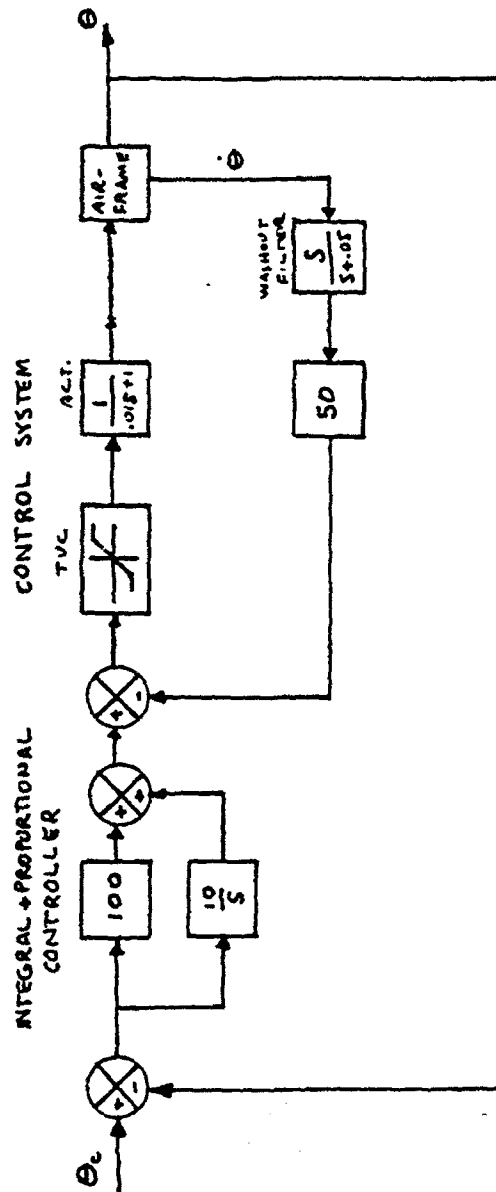 INTEGRAL + PROPORTIONAL
CONTROLLER
CONTROL SYSTEM
TVC
ACT.
θc
+
-
100
10
S
+
+
+
-
1
.01S+1
AIR-
FRAME
θ
θ̇
WASHOUT
FILTER
S
S+.05
50